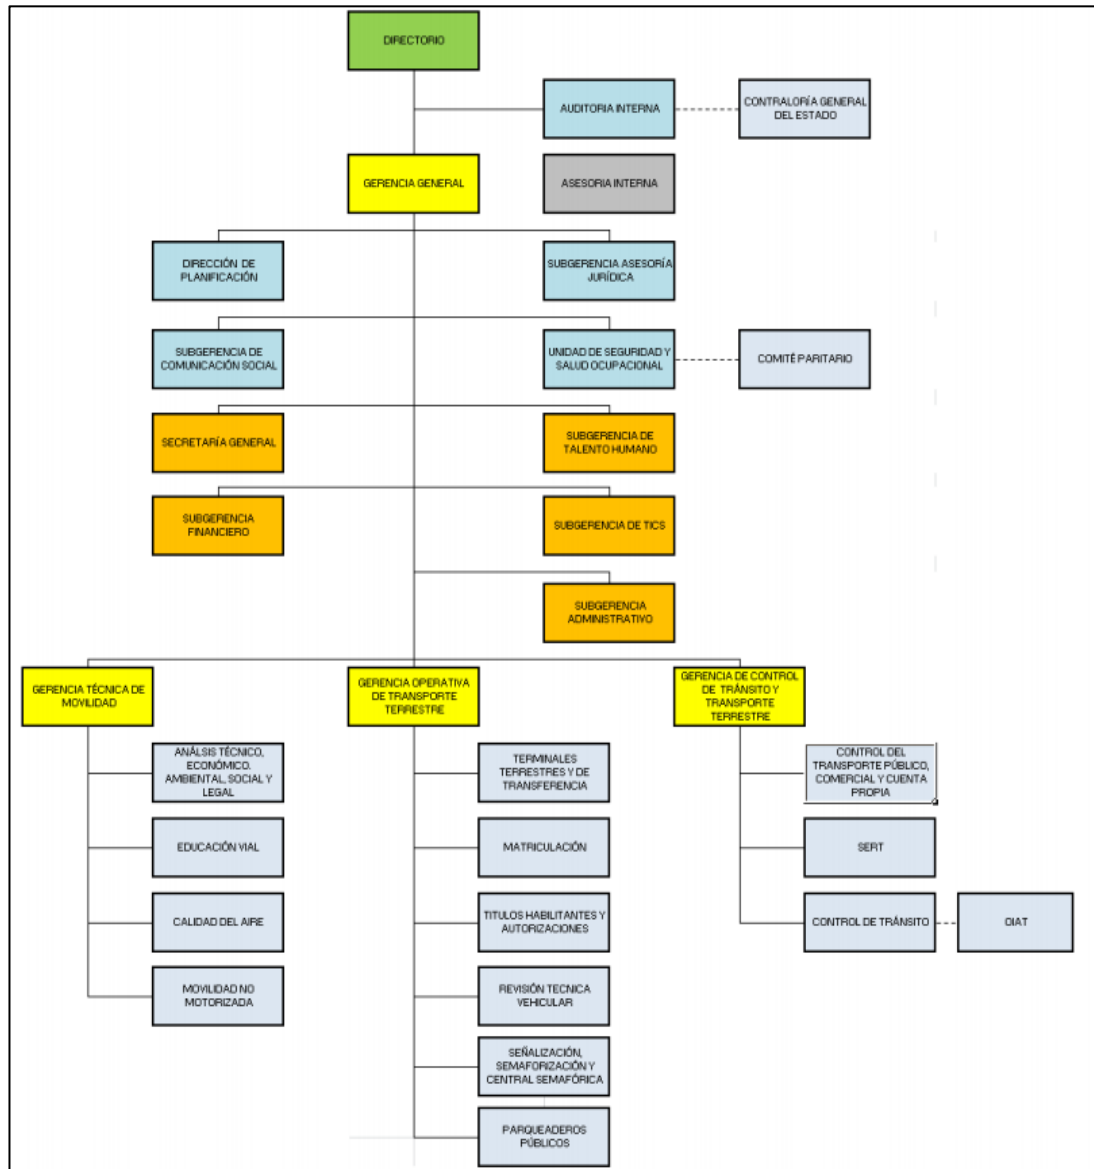 DIRECTORIO
AUDITORIA INTERNA
CONTRALORÍA GENERAL
DEL ESTADO
GERENCIA GENERAL
ASESORIA INTERNA
DIRECCIÓN DE
PLANIFICACIÓN
SUBGERENCIA ASESORÍA
JURÍDICA
SUBGERENCIA DE
COMUNICACIÓN SOCIAL
UNIDAD DE SEGURIDAD Y
SALUD OCUPACIONAL
COMITÉ PARITARIO
SECRETARÍA GENERAL
SUBGERENCIA DE
TALENTO HUMANO
SUBGERENCIA
FINANCIERO
SUBGERENCIA DE TICS
SUBGERENCIA
ADMINISTRATIVO
GERENCIA TÉCNICA DE
MOVILIDAD
GERENCIA OPERATIVA
DE TRANSPORTE
TERRESTRE
GERENCIA DE CONTROL
DE TRÁNSITO Y
TRANSPORTE
TERRESTRE
ANÁLSIS TÉCNICO,
ECONÓMICO.
AMBIENTAL, SOCIAL Y
LEGAL
TERMINALES
TERRESTRES Y DE
TRANSFERENCIA
CONTROL DEL
TRANSPORTE PÚBLICO,
COMERCIAL Y CUENTA
PROPIA
EDUCACIÓN VIAL
MATRICULACIÓN
SERT
CALIDAD DEL AIRE
TITULOS HABILITANTES Y
AUTORIZACIONES
CONTROL DE TRÁNSITO
OIAT
MOVILIDAD NO
MOTORIZADA
REVISIÓN TECNICA
VEHICULAR
SEÑALIZACIÓN,
SEMAFORIZACIÓN Y
CENTRAL SEMAFÓRICA
PARQUEADEROS
PÚBLICOS